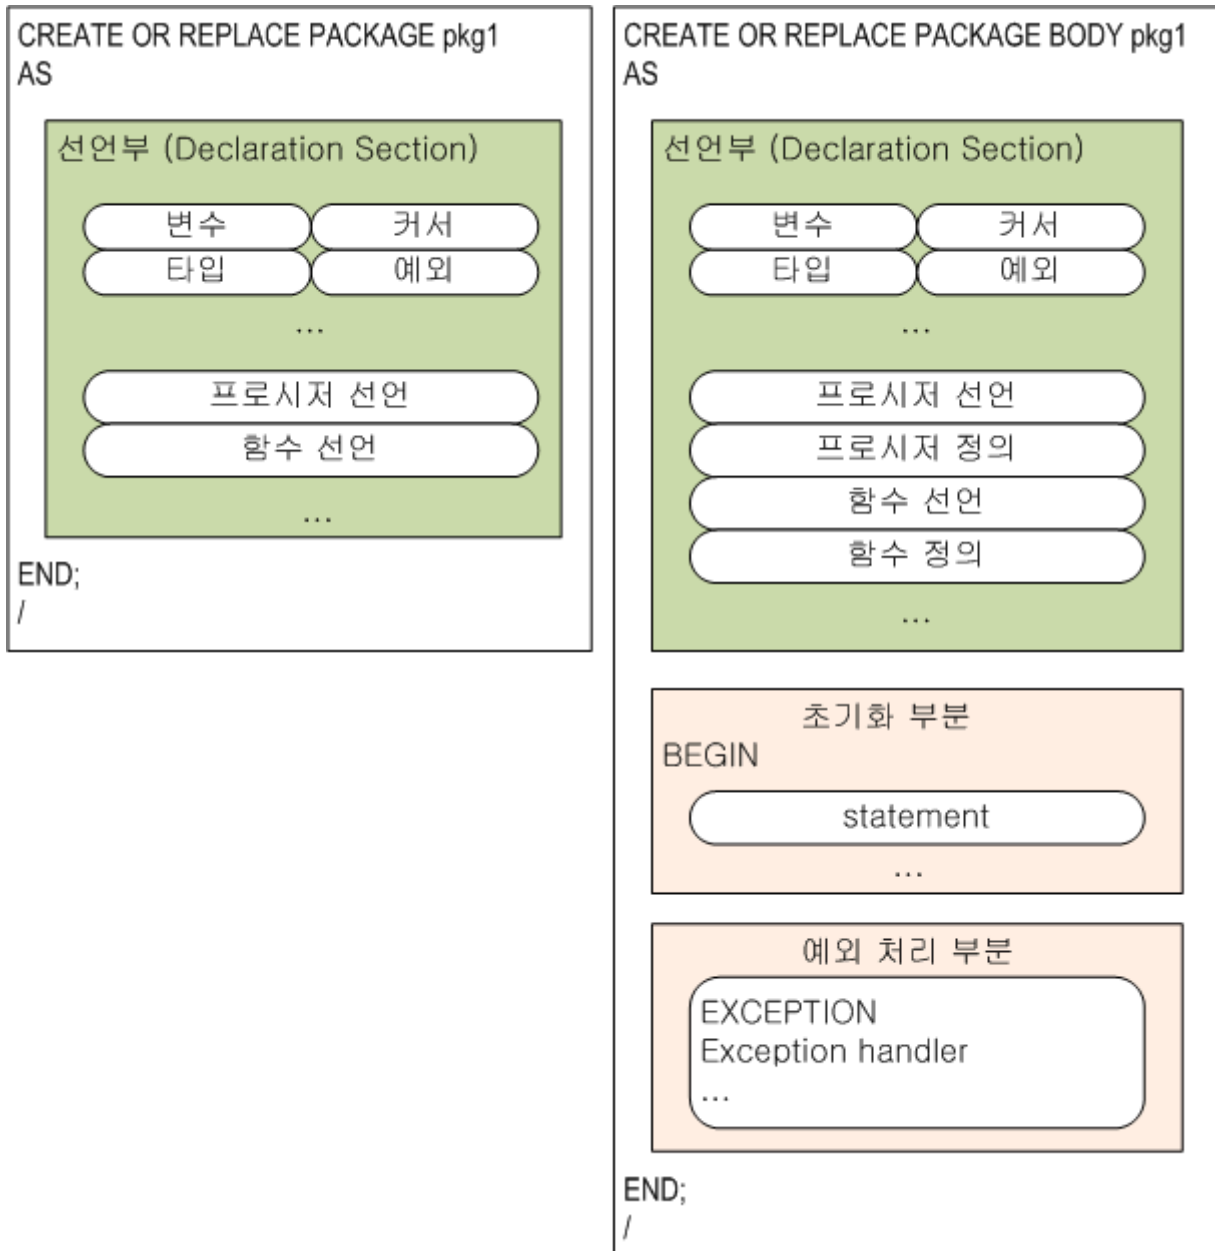 CREATE OR REPLACE PACKAGE pkg1
AS
선언부 (Declaration Section)
변수 커서
타입 예외
...
프로시저 선언
함수 선언
...
END;
/
CREATE OR REPLACE PACKAGE BODY pkg1
AS
선언부 (Declaration Section)
변수 커서
타입 예외
...
프로시저 선언
프로시저 정의
함수 선언
함수 정의
...
초기화 부분
BEGIN
statement
...
예외 처리 부분
EXCEPTION
Exception handler
...
END;
/